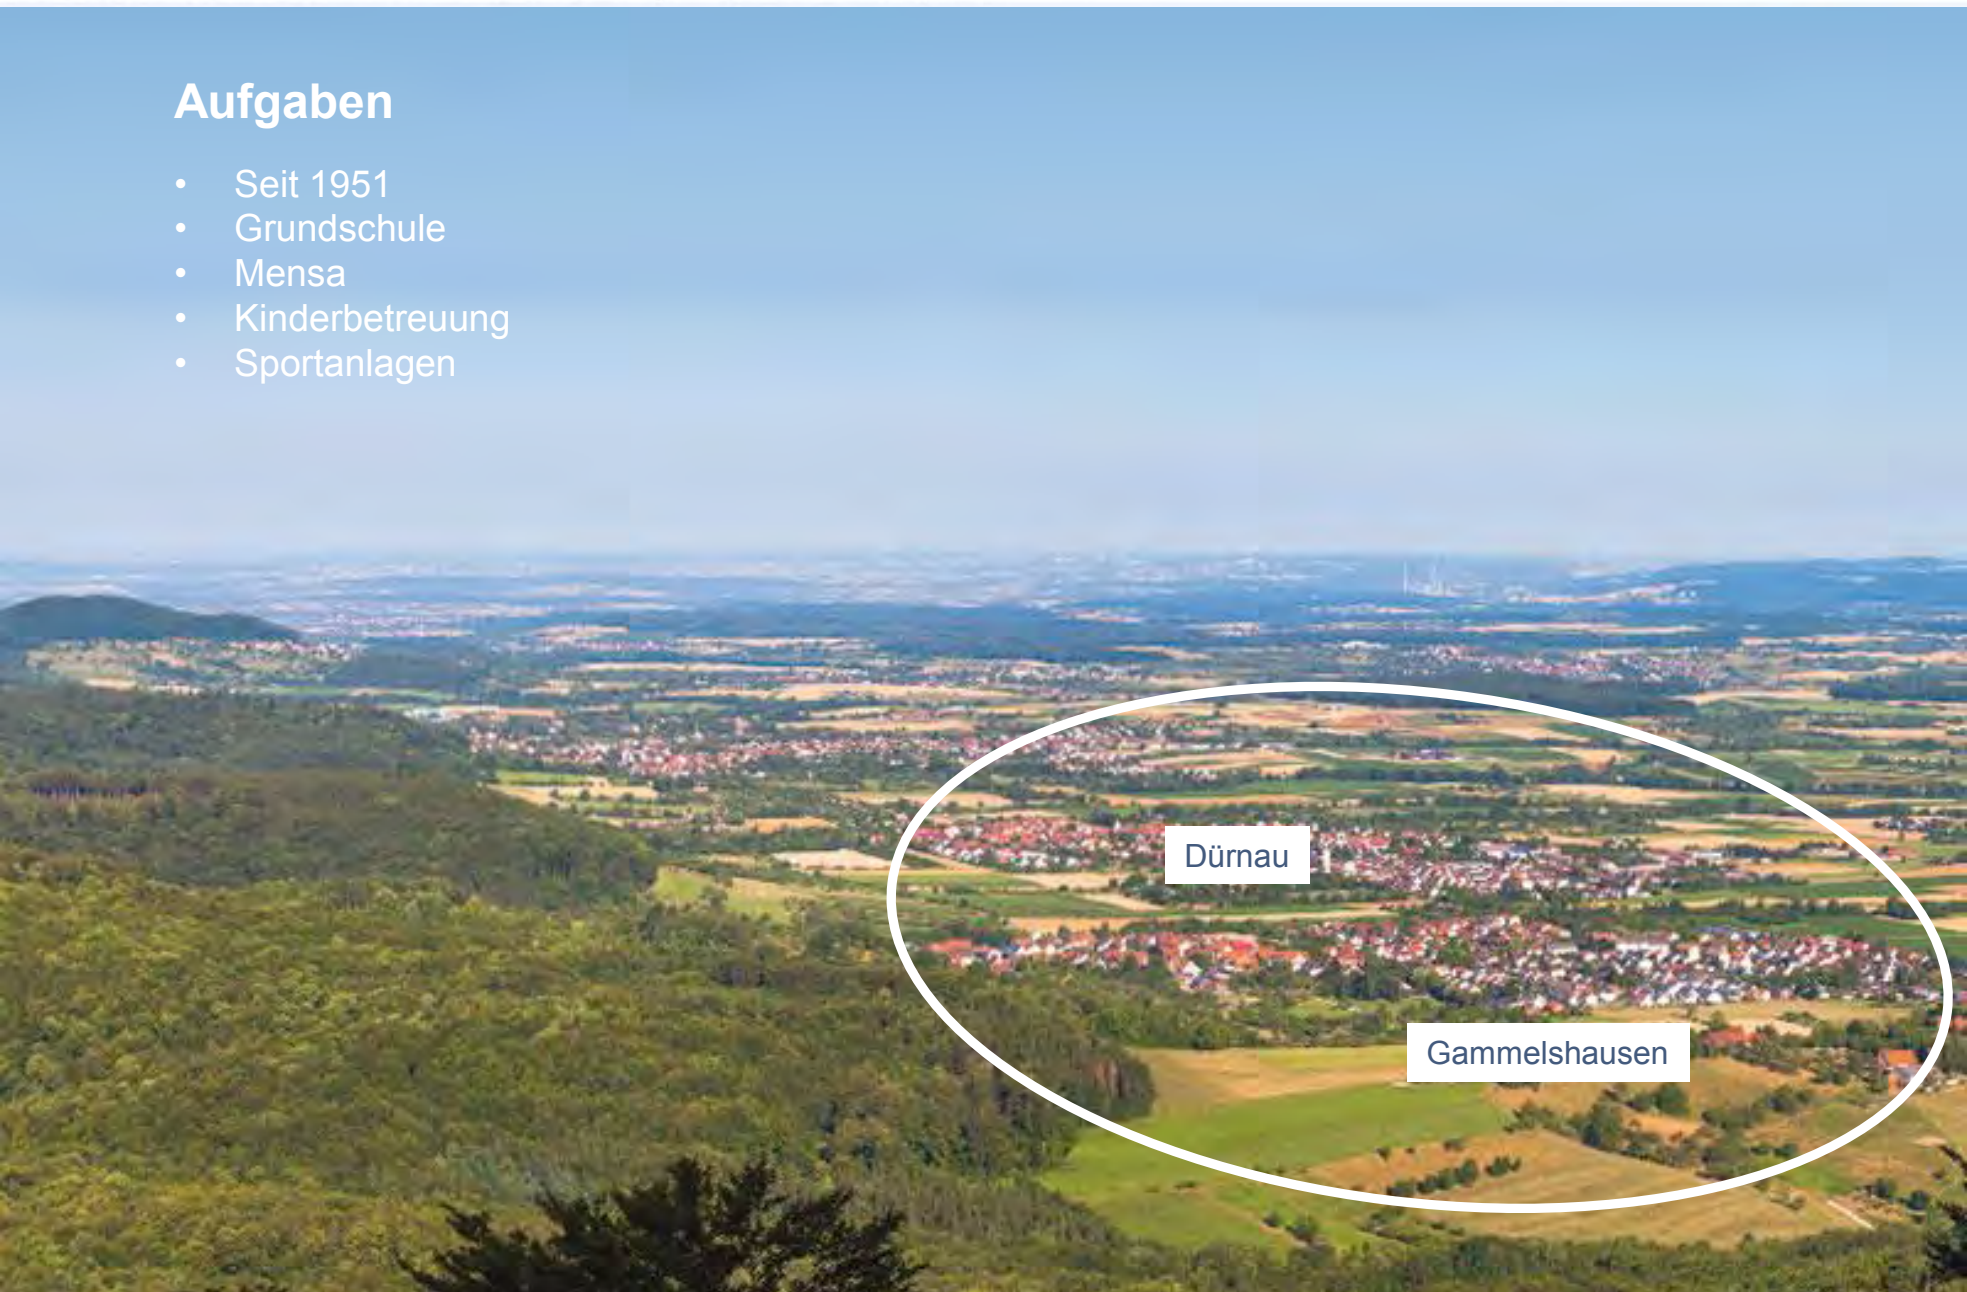 Aufgaben
• Seit 1951
• Grundschule
• Mensa
• Kinderbetreuung
• Sportanlagen
Dürnau
Gammelshausen